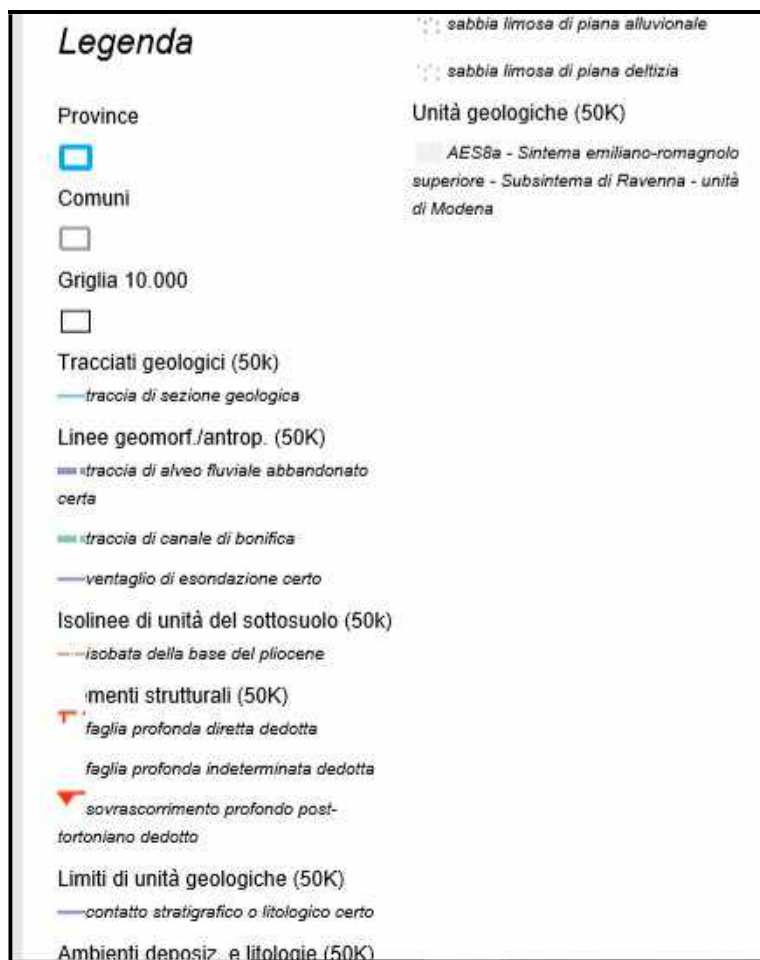 Legenda
Province
Comuni
Griglia 10.000
Tracciati geologici (50k)
traccia di sezione geologica
Linee geomorf./antrop. (50K)
traccia di alveo fluviale abbandonato
certa
traccia di canale di bonifica
ventaglio di esondazione certo
Isolinee di unità del sottosuolo (50k)
isobata della base del pliocene
menti strutturali (50K)
faglia profonda diretta dedotta
faglia profonda indeterminata dedotta
sovrascorrimento profondo post-
tortoniano dedotto
Limiti di unità geologiche (50K)
contatto stratigrafico o litologico certo
Ambienti deposiz. e litologie (50K)
sabbia limosa di piana alluvionale
sabbia limosa di piana deltizia
Unità geologiche (50K)
AES8a - Sintema emiliano-romagnolo
superiore - Subsintema di Ravenna - unità
di Modena